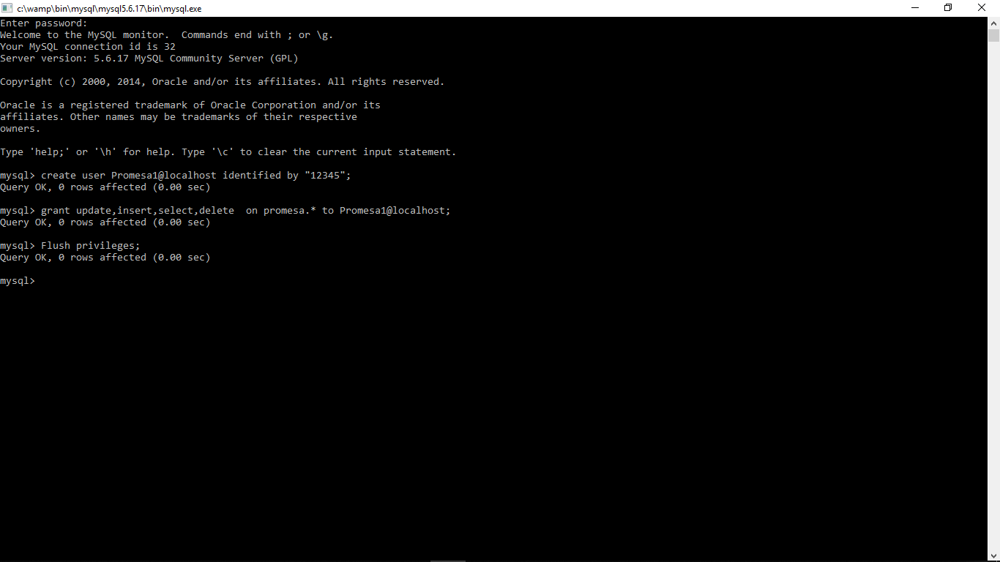 c:\wamp\bin\mysql\mysql5.6.17\bin\mysql.exe
Enter password:
Welcome to the MySQL monitor.  Commands end with ; or \g.
Your MySQL connection id is 32
Server version: 5.6.17 MySQL Community Server (GPL)
Copyright (c) 2000, 2014, Oracle and/or its affiliates. All rights reserved.
Oracle is a registered trademark of Oracle Corporation and/or its
affiliates. Other names may be trademarks of their respective
owners.
Type 'help;' or '\h' for help. Type '\c' to clear the current input statement.
mysql> create user Promesa1@localhost identified by "12345";
Query OK, 0 rows affected (0.00 sec)
mysql> grant update,insert,select,delete  on promesa.* to Promesa1@localhost;
Query OK, 0 rows affected (0.00 sec)
mysql> Flush privileges;
Query OK, 0 rows affected (0.00 sec)
mysql>